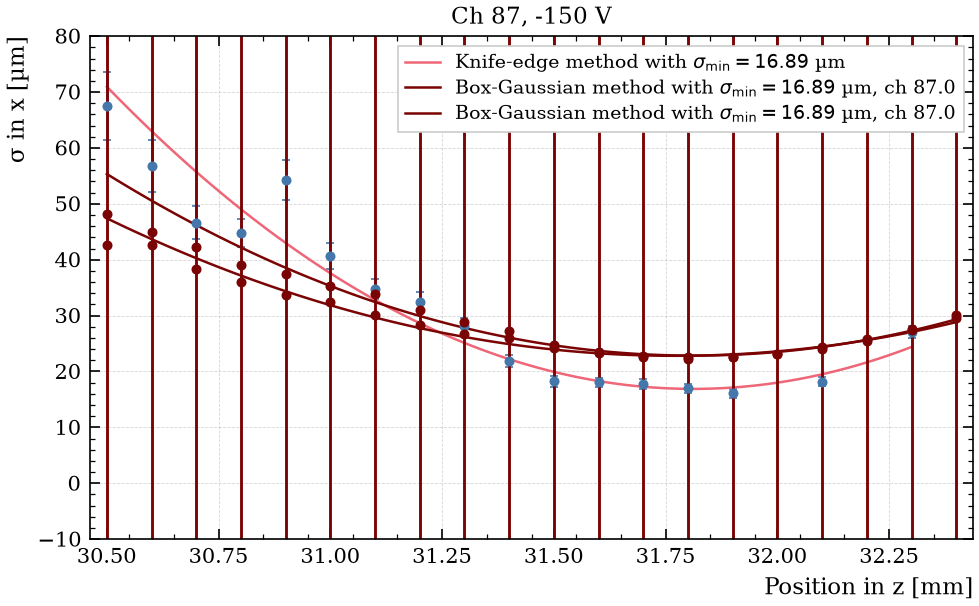 Ch 87, -150 V
σ in x [µm]
80
70
60
50
40
30
20
10
0
−10
Knife-edge method with σmin = 16.89 µm
Box-Gaussian method with σmin = 16.89 µm, ch 87.0
Box-Gaussian method with σmin = 16.89 µm, ch 87.0
30.50 30.75 31.00 31.25 31.50 31.75 32.00 32.25
Position in z [mm]